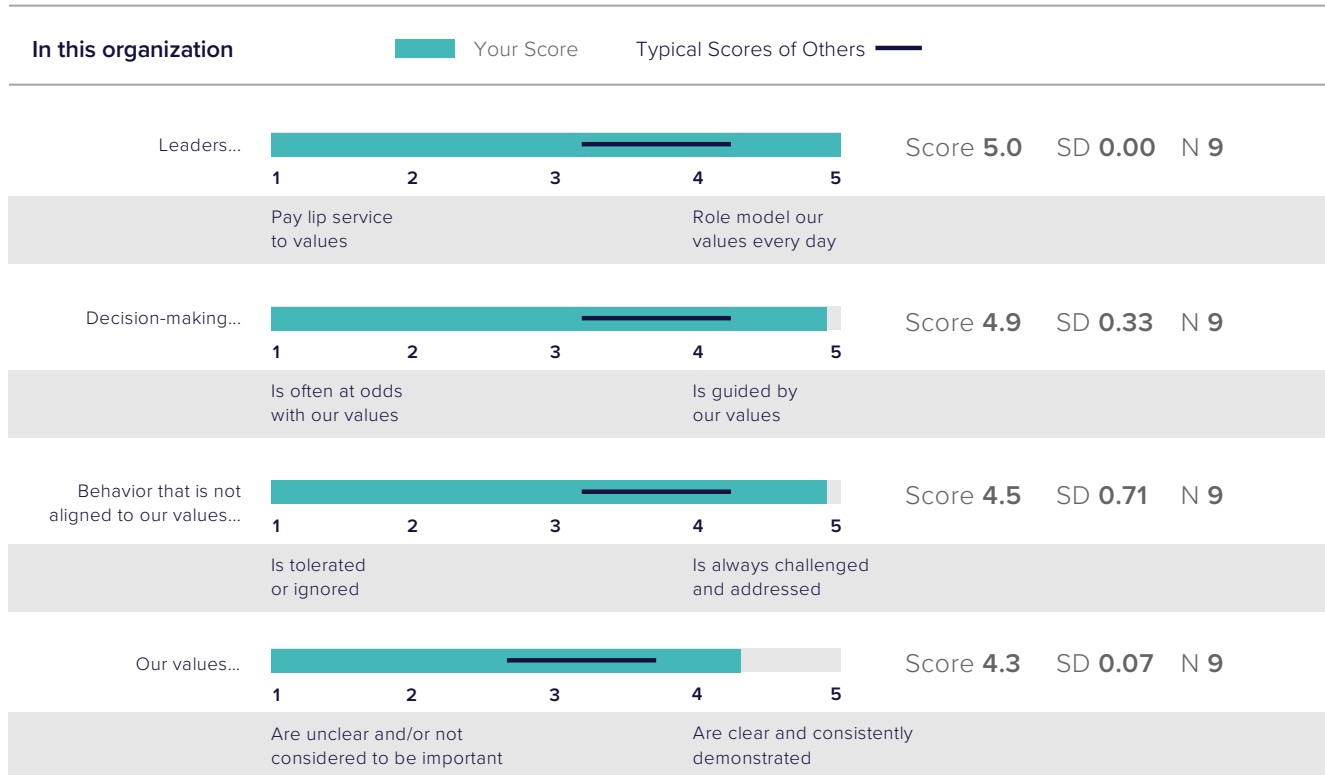 In this organization
Your Score
Typical Scores of Others
Leaders...
Score 5.0 SD 0.00 N 9
1 2 3 4 5
Pay lip service
to values
Role model our
values every day
Decision-making...
Score 4.9 SD 0.33 N 9
1 2 3 4 5
Is often at odds
with our values
Is guided by
our values
Behavior that is not
aligned to our values...
Score 4.5 SD 0.71 N 9
1 2 3 4 5
Is tolerated
or ignored
Is always challenged
and addressed
Our values...
Score 4.3 SD 0.07 N 9
1 2 3 4 5
Are unclear and/or not
considered to be important
Are clear and consistently
demonstrated